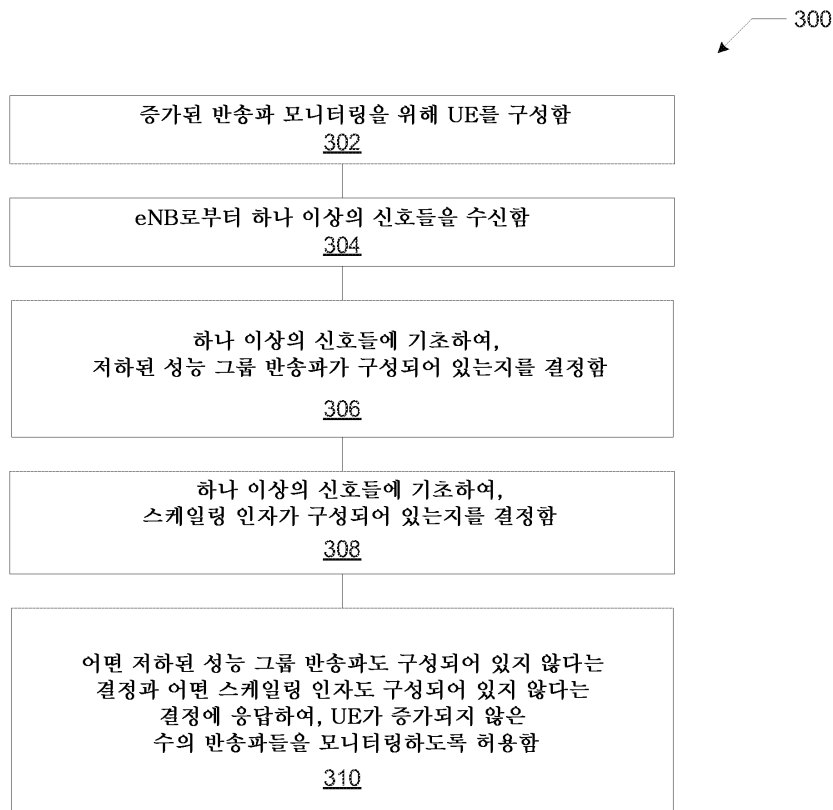 300
증가된 반송파 모니터링을 위해 UE를 구성함
302
eNB로부터 하나 이상의 신호들을 수신함
304
하나 이상의 신호들에 기초하여,
저하된 성능 그룹 반송파가 구성되어 있는지를 결정함
306
하나 이상의 신호들에 기초하여,
스케일링 인자가 구성되어 있는지를 결정함
308
어떤 저하된 성능 그룹 반송파도 구성되어 있지 않다는
결정과 어떤 스케일링 인자도 구성되어 있지 않다는
결정에 응답하여, UE가 증가되지 않은
수의 반송파들을 모니터링하도록 허용함
310